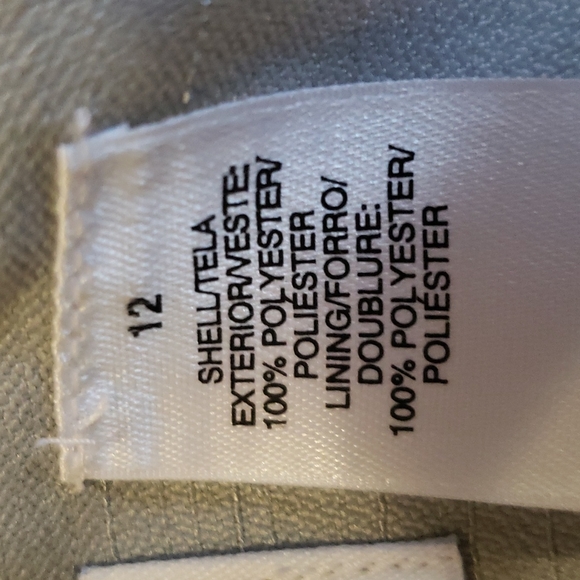 12
SHELL/TELA
EXTERIOR/VESTE:
100% POLYESTER/
POLIÉSTER
LINING/FORRO/
DOUBLURE:
100% POLYESTER/
POLIÉSTER